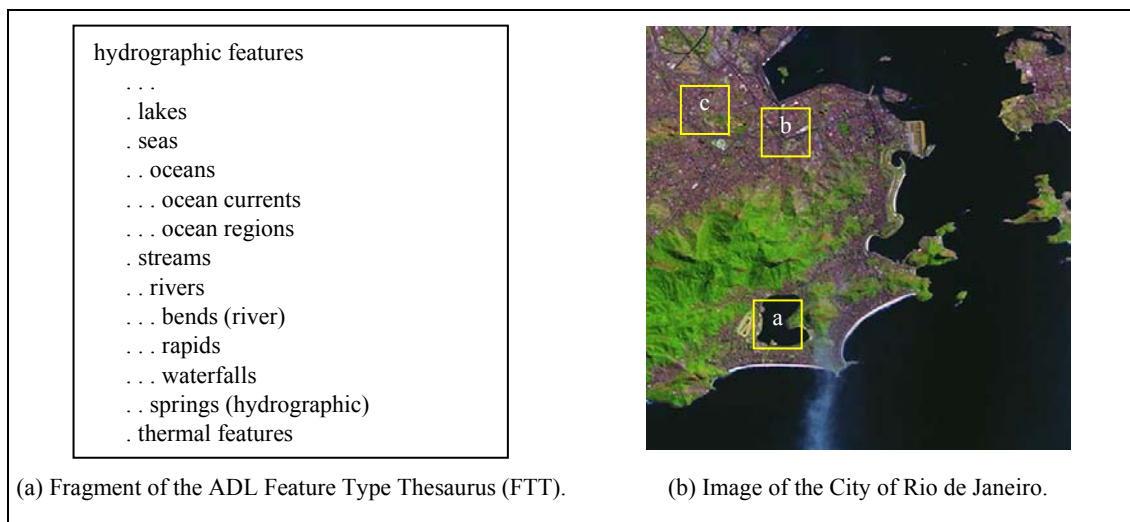 hydrographic features
. . .
. lakes
. seas
. . oceans
. . . ocean currents
. . . ocean regions
. streams
. . rivers
. . . bends (river)
. . . rapids
. . . waterfalls
. . springs (hydrographic)
. thermal features
(a) Fragment of the ADL Feature Type Thesaurus (FTT).
c
b
a
(b) Image of the City of Rio de Janeiro.